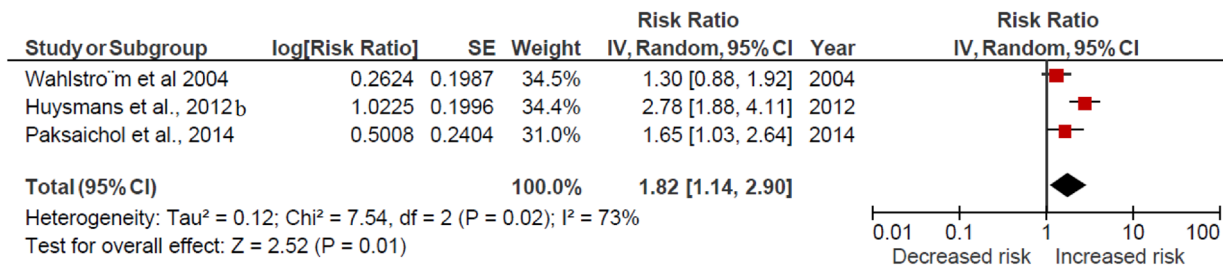 Risk Ratio Risk Ratio
Study or Subgroup log[Risk Ratio] SE Weight IV, Random, 95% CI Year IV, Random, 95% CI
Wahlstro¨m et al 2004 0.2624 0.1987 34.5% 1.30 [0.88, 1.92] 2004
Huysmans et al., 2012b 1.0225 0.1996 34.4% 2.78 [1.88, 4.11] 2012
Paksaichol et al., 2014 0.5008 0.2404 31.0% 1.65 [1.03, 2.64] 2014
Total (95% CI) 100.0% 1.82 [1.14, 2.90]
Heterogeneity: Tau² = 0.12; Chi² = 7.54, df = 2 (P = 0.02); I² = 73%
Test for overall effect: Z = 2.52 (P = 0.01)
0.01 0.1 1 10 100
Decreased risk Increased risk